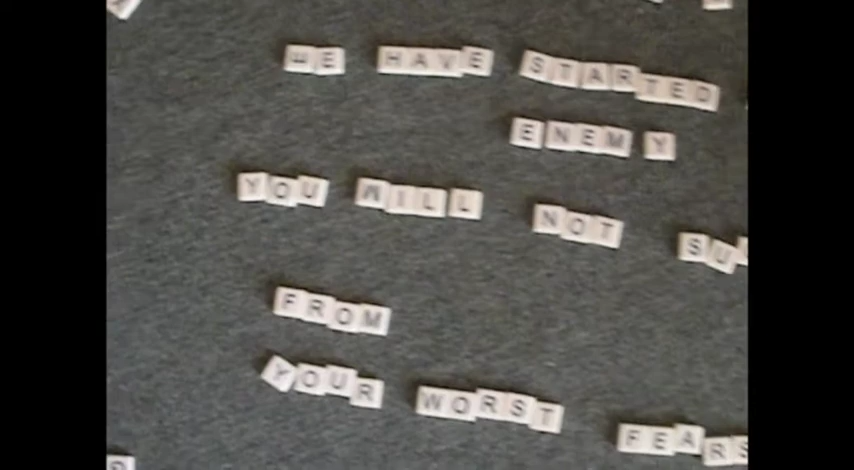 WE HAVE STARTED
ENEMY
YOU WILL NOT
FROM
YOUR WORST FEARS